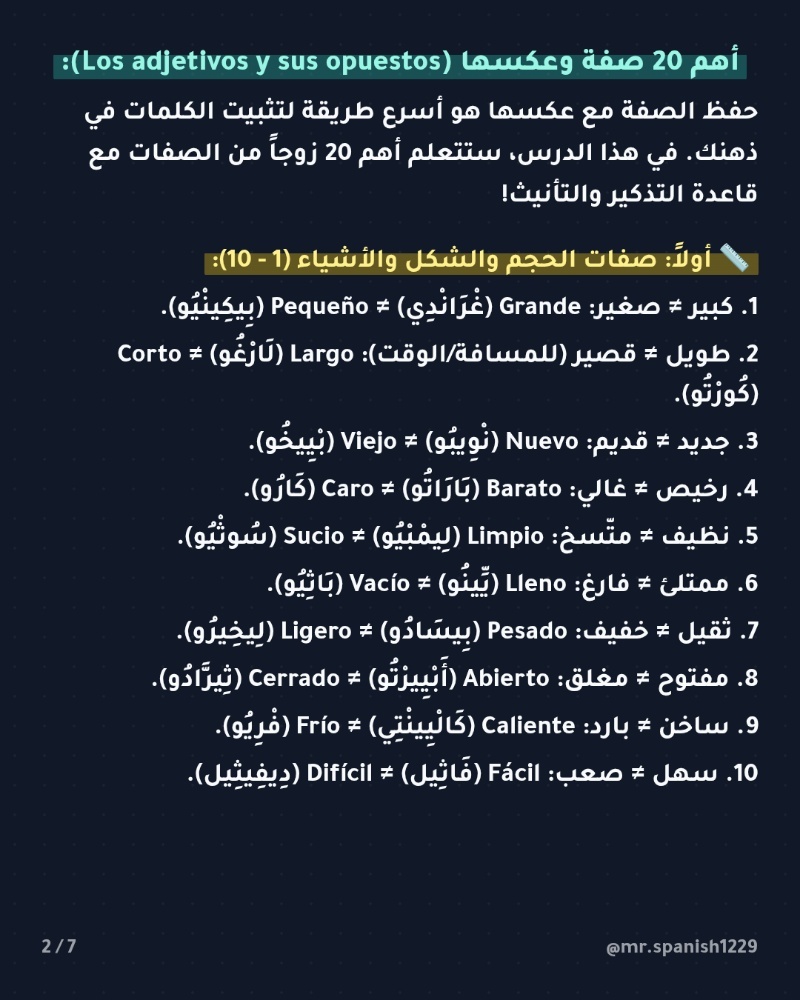 أهم 20 صفة وعكسها (Los adjetivos y sus opuestos):
حفظ الصفة مع عكسها هو أسرع طريقة لتثبيت الكلمات في
ذهنك. في هذا الدرس، ستتعلم أهم 20 زوجاً من الصفات مع
قاعدة التذكير والتأنيث!
📏 أولاً: صفات الحجم والشكل والأشياء (1 - 10):
1. كبير ≠ صغير: Grande (غْرَانْدِي) ≠ Pequeño (بِيكِينْيُو).
2. طويل ≠ قصير (للمسافة/الوقت): Largo (لَارْغُو) ≠ Corto
(كُورْتُو).
3. جديد ≠ قديم: Nuevo (نْوِيبُو) ≠ Viejo (بْيِيخُو).
4. رخيص ≠ غالي: Barato (بَارَاتُو) ≠ Caro (كَارُو).
5. نظيف ≠ متّسخ: Limpio (لِيمْبْيُو) ≠ Sucio (سُوثْيُو).
6. ممتلئ ≠ فارغ: Lleno (يِّينُو) ≠ Vacío (بَاثِيُو).
7. ثقيل ≠ خفيف: Pesado (بِيسَادُو) ≠ Ligero (لِيخِيرُو).
8. مفتوح ≠ مغلق: Abierto (أَبْيِيرْتُو) ≠ Cerrado (ثِيرَّادُو).
9. ساخن ≠ بارد: Caliente (كَالْيِينْتِي) ≠ Frío (فْرِيُو).
10. سهل ≠ صعب: Fácil (فَاثِيل) ≠ Difícil (دِيفِيثِيل).
2 / 7
@mr.spanish1229